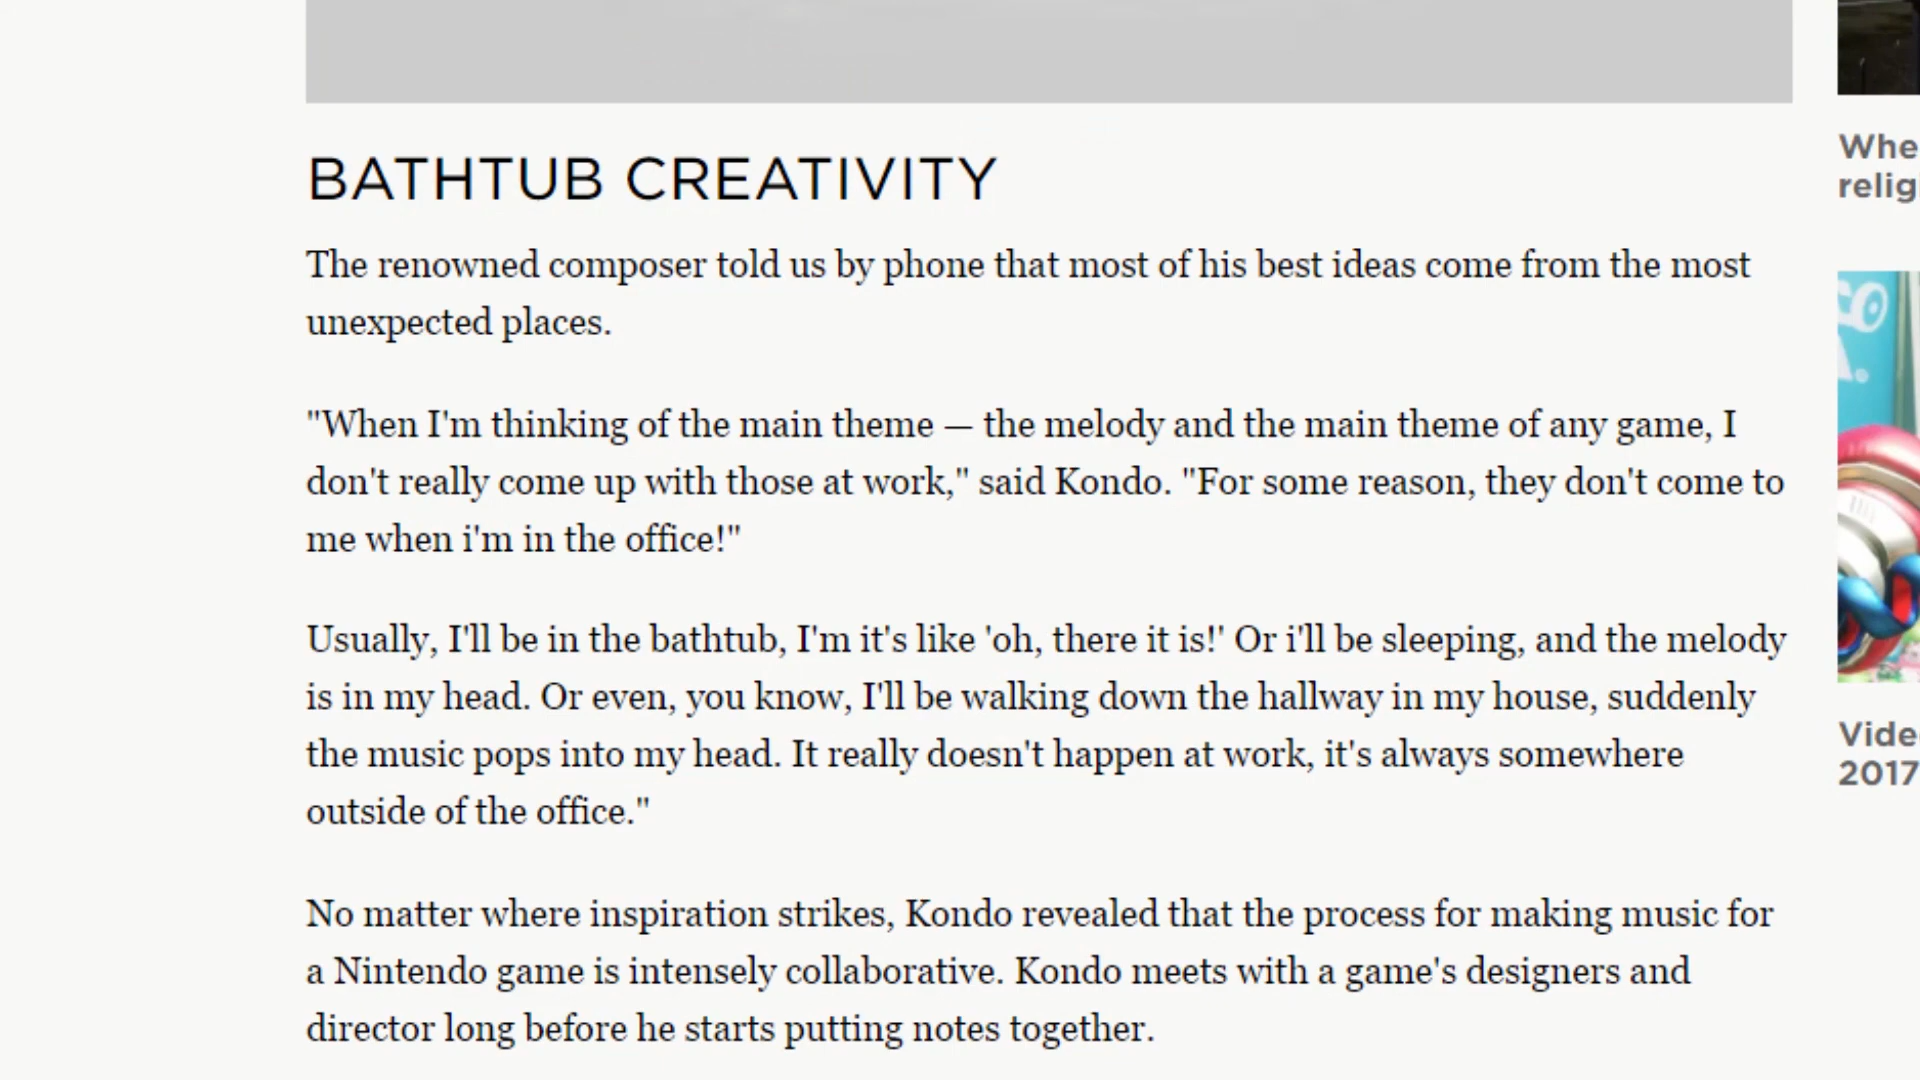 BATHTUB CREATIVITY
The renowned composer told us by phone that most of his best ideas come from the most
unexpected places.
"When I'm thinking of the main theme — the melody and the main theme of any game, I
don't really come up with those at work," said Kondo. "For some reason, they don't come to
me when i'm in the office!"
Usually, I'll be in the bathtub, I'm it's like 'oh, there it is!' Or i'll be sleeping, and the melody
is in my head. Or even, you know, I'll be walking down the hallway in my house, suddenly
the music pops into my head. It really doesn't happen at work, it's always somewhere
outside of the office."
No matter where inspiration strikes, Kondo revealed that the process for making music for
a Nintendo game is intensely collaborative. Kondo meets with a game's designers and
director long before he starts putting notes together.
2017